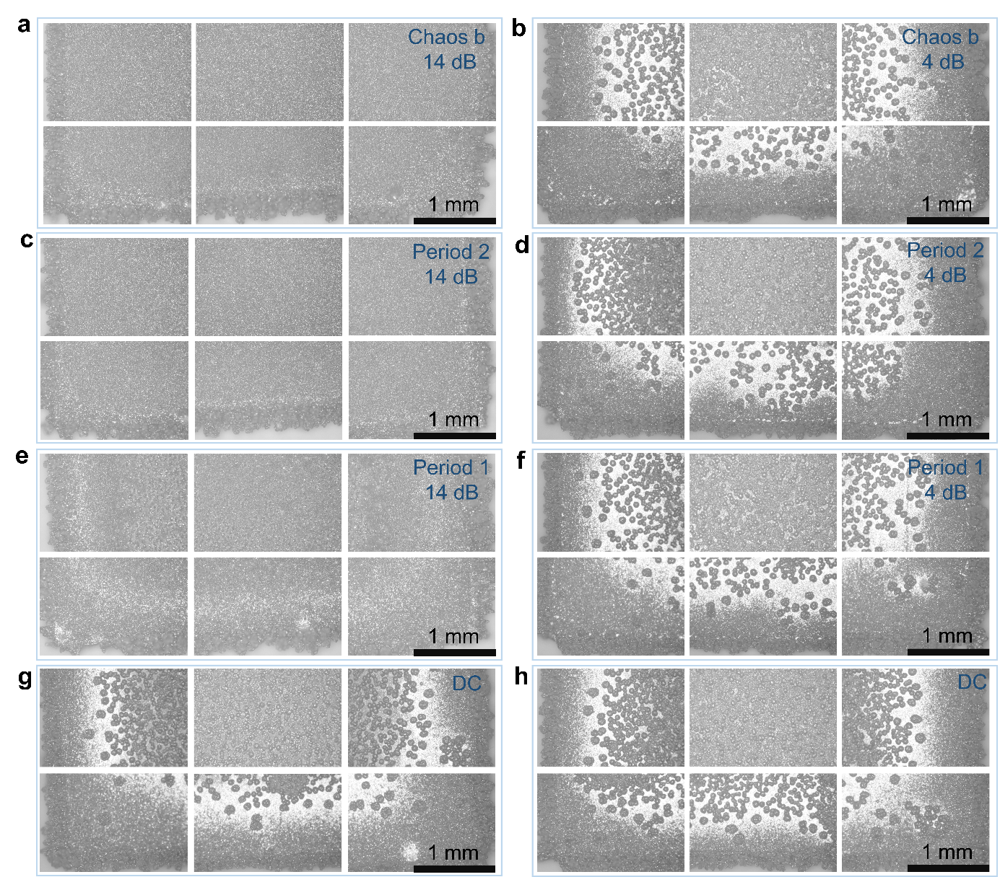 a
Chaos b
14 dB
1 mm
b
Chaos b
4 dB
1 mm
c
Period 2
14 dB
1 mm
d
Period 2
4 dB
1 mm
e
Period 1
14 dB
1 mm
f
Period 1
4 dB
1 mm
g
DC
1 mm
h
DC
1 mm